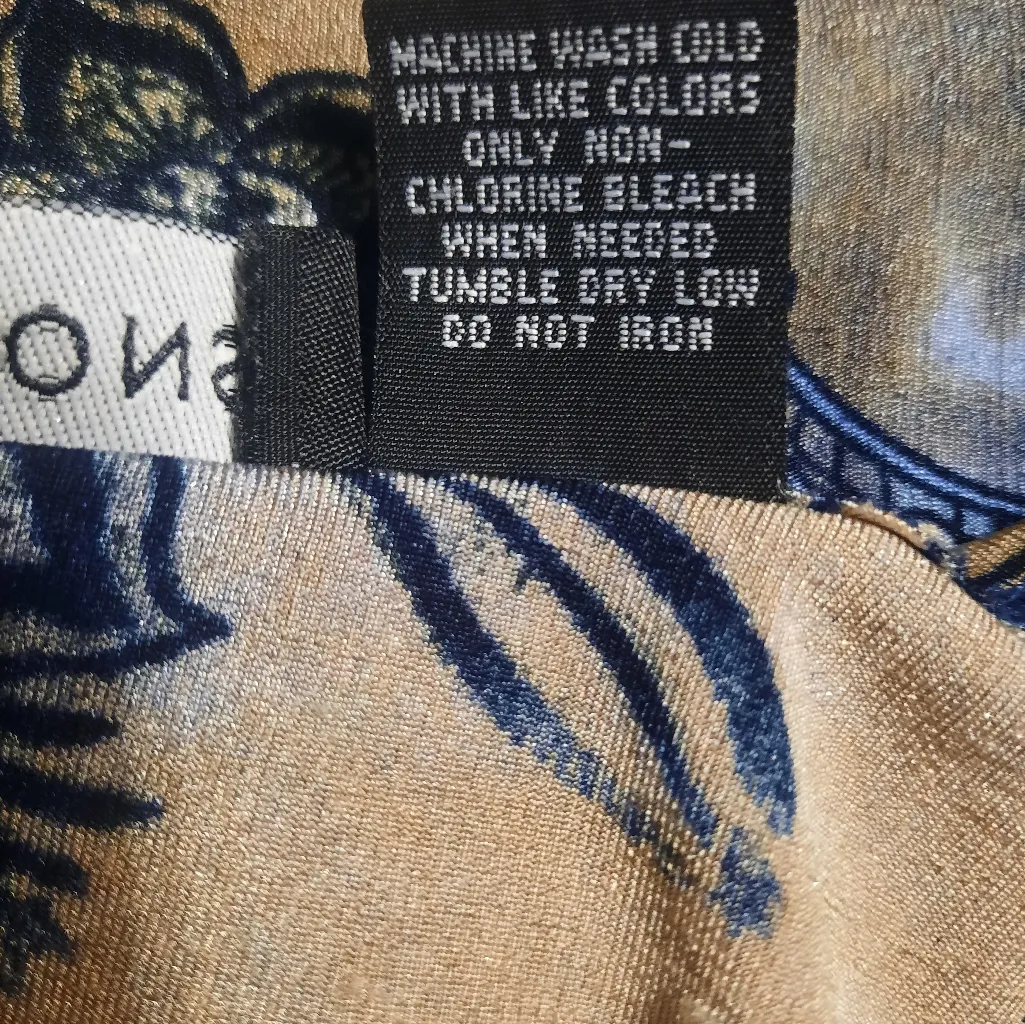 MACHINE WASH COLD
WITH LIKE COLORS
ONLY NON-
CHLORINE BLEACH
WHEN NEEDED
TUMBLE DRY LOW
DO NOT IRON